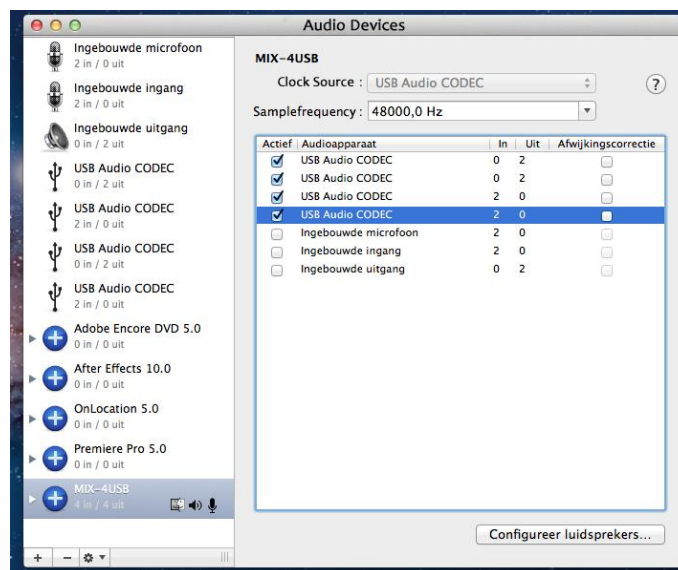 Audio Devices
Ingebouwde microfoon
2 in / 0 uit
Ingebouwde ingang
2 in / 0 uit
Ingebouwde uitgang
0 in / 2 uit
USB Audio CODEC
0 in / 2 uit
USB Audio CODEC
2 in / 0 uit
USB Audio CODEC
0 in / 2 uit
USB Audio CODEC
2 in / 0 uit
Adobe Encore DVD 5.0
0 in / 0 uit
After Effects 10.0
0 in / 0 uit
OnLocation 5.0
0 in / 0 uit
Premiere Pro 5.0
0 in / 0 uit
MIX-4USB
4 in / 4 uit
MIX-4USB
Clock Source : USB Audio CODEC
?
Samplefrequency : 48000,0 Hz
Actief Audioapparaat In Uit Afwijkingscorrectie
USB Audio CODEC 0 2
USB Audio CODEC 0 2
USB Audio CODEC 2 0
USB Audio CODEC 2 0
Ingebouwde microfoon 2 0
Ingebouwde ingang 2 0
Ingebouwde uitgang 0 2
Configureer luidsprekers...